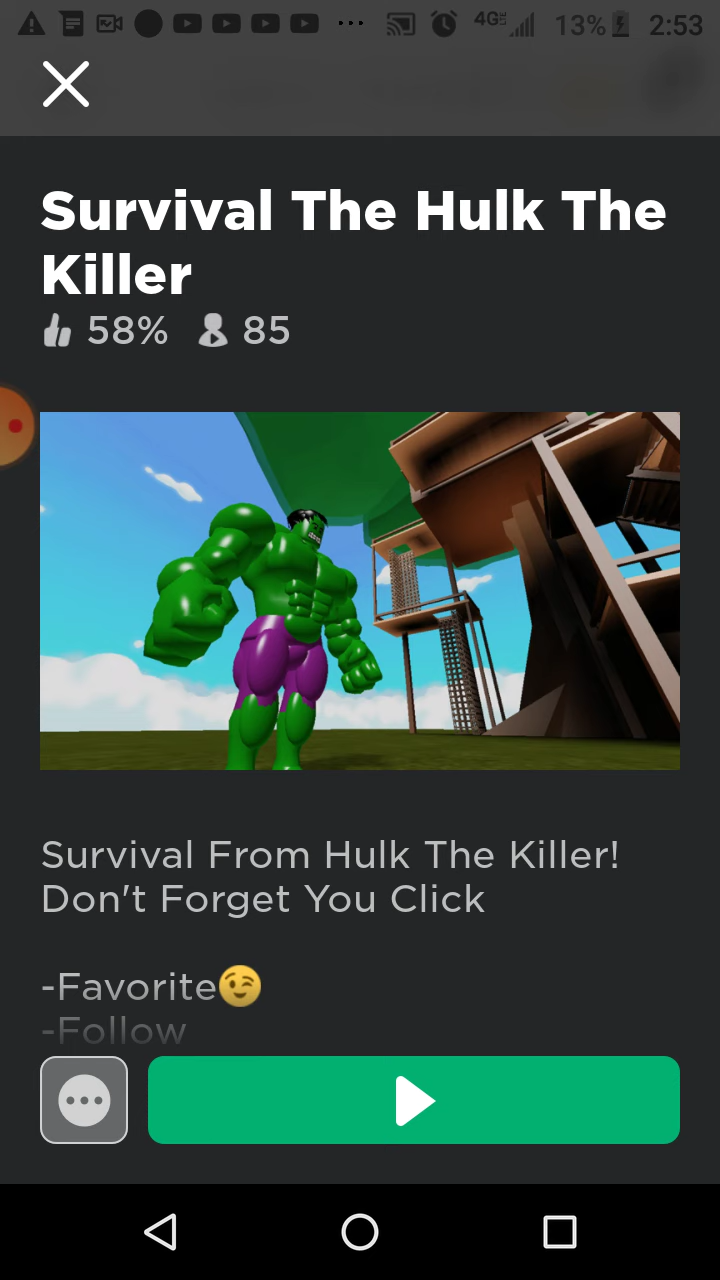 4G 13% 2:53
Survival The Hulk The
Killer
58% 85
Survival From Hulk The Killer!
Don't Forget You Click
-Favorite😉
-Follow